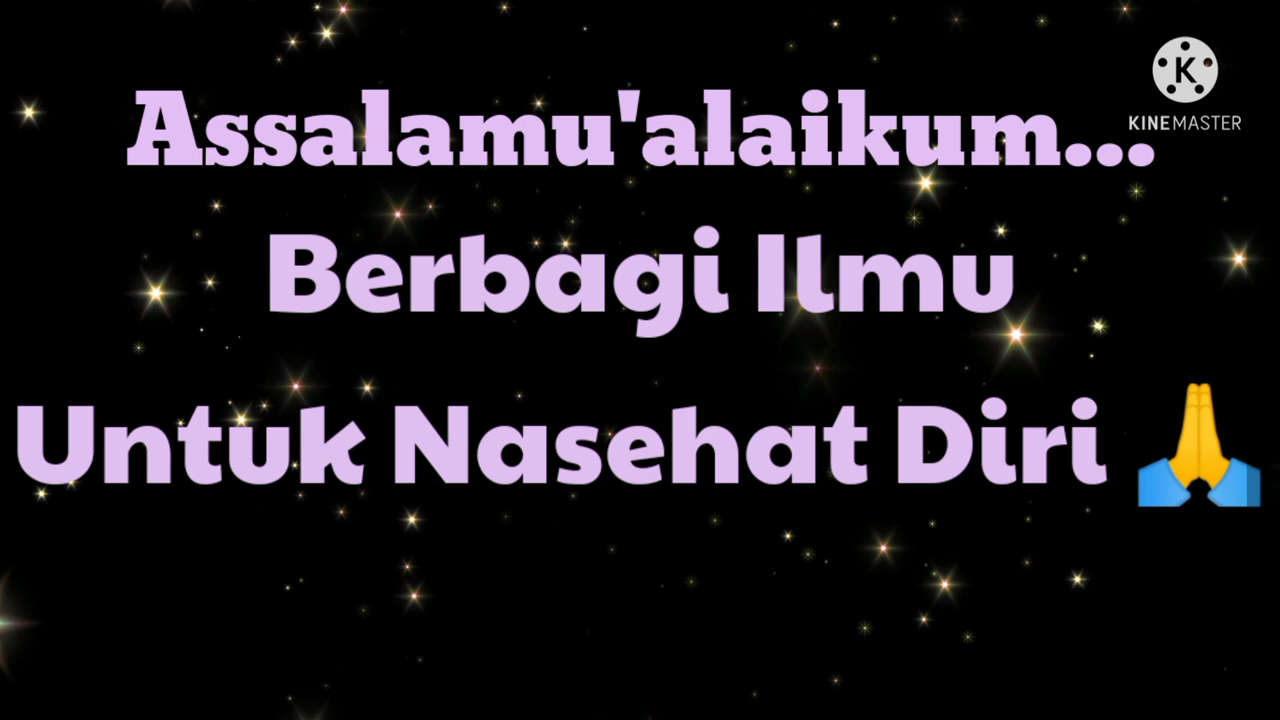 Assalamu'alaikum...
KINEMASTER
Berbagi Ilmu
Untuk Nasehat Diri 🙏